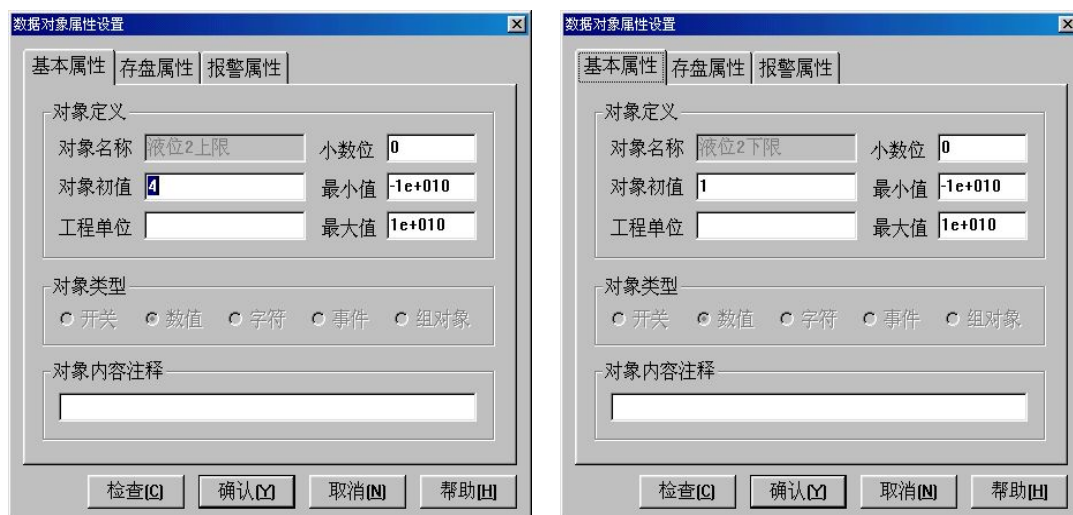 数据对象属性设置
基本属性 存盘属性 报警属性
对象定义
对象名称 液位2上限 小数位 0
对象初值 4 最小值 -1e+010
工程单位 最大值 1e+010
对象类型
开关 数值 字符 事件 组对象
对象内容注释
检查[C] 确认[Y] 取消[N] 帮助[H]
数据对象属性设置
基本属性 存盘属性 报警属性
对象定义
对象名称 液位2下限 小数位 0
对象初值 1 最小值 -1e+010
工程单位 最大值 1e+010
对象类型
开关 数值 字符 事件 组对象
对象内容注释
检查[C] 确认[Y] 取消[N] 帮助[H]